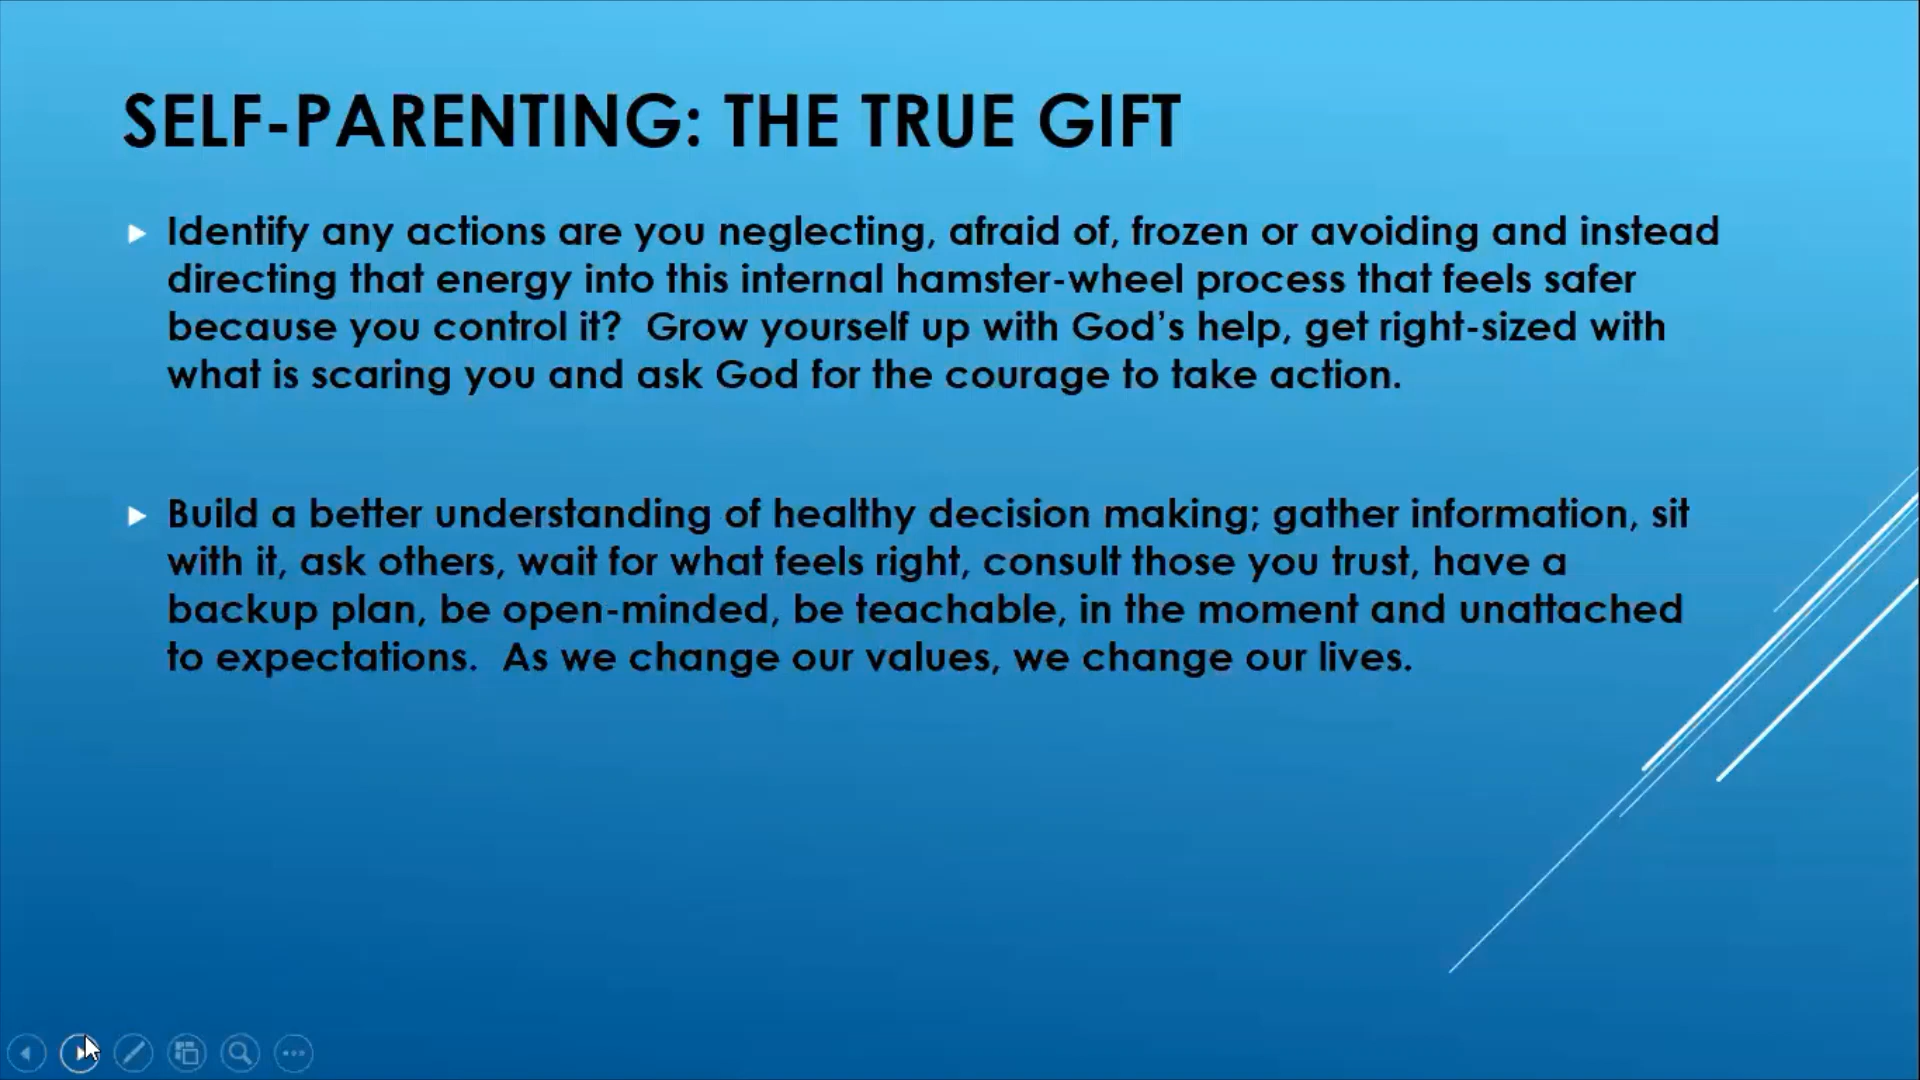 SELF-PARENTING: THE TRUE GIFT
Identify any actions are you neglecting, afraid of, frozen or avoiding and instead
directing that energy into this internal hamster-wheel process that feels safer
because you control it?  Grow yourself up with God’s help, get right-sized with
what is scaring you and ask God for the courage to take action.
Build a better understanding of healthy decision making; gather information, sit
with it, ask others, wait for what feels right, consult those you trust, have a
backup plan, be open-minded, be teachable, in the moment and unattached
to expectations.  As we change our values, we change our lives.